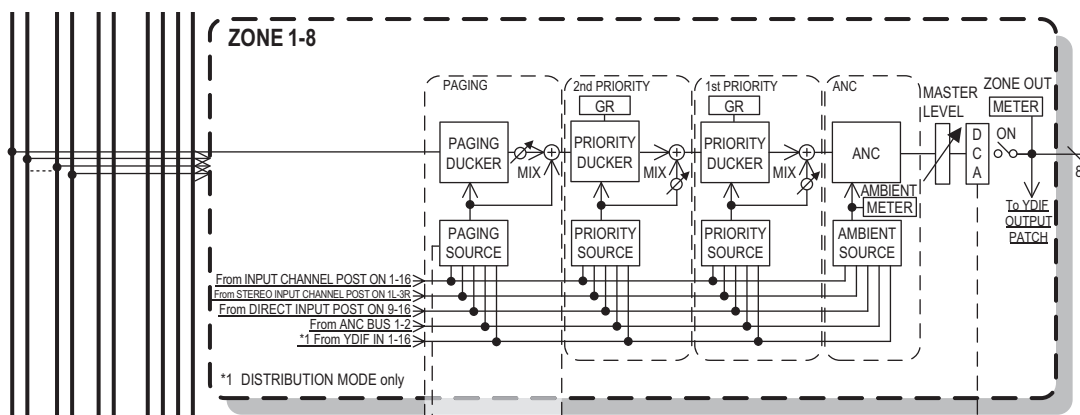 ZONE 1-8
PAGING
2nd PRIORITY
GR
1st PRIORITY
GR
ANC
MASTER
LEVEL
ZONE OUT
METER
PAGING
DUCKER
MIX
PRIORITY
DUCKER
MIX
PRIORITY
DUCKER
MIX
ANC
D
C
A
ON
8
AMBIENT
METER
To YDIF
OUTPUT
PATCH
PAGING
SOURCE
PRIORITY
SOURCE
PRIORITY
SOURCE
AMBIENT
SOURCE
From INPUT CHANNEL POST ON 1-16
From STEREO INPUT CHANNEL POST ON 1L-3R
From DIRECT INPUT POST ON 9-16
From ANC BUS 1-2
*1 From YDIF IN 1-16
*1 DISTRIBUTION MODE only